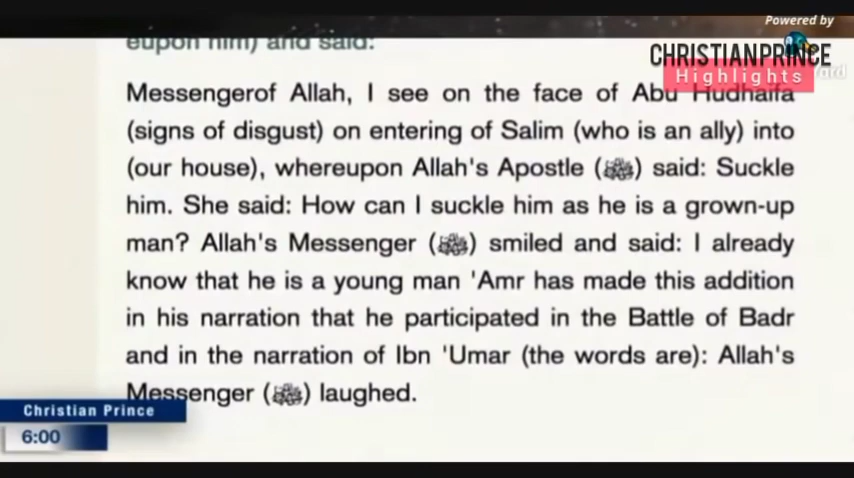 Powered by
CHRISTIANPRINCE
Highlights
eupon him) and said:
Messengerof Allah, I see on the face of Abu Hudhaifa
(signs of disgust) on entering of Salim (who is an ally) into
(our house), whereupon Allah's Apostle (ﷺ) said: Suckle
him. She said: How can I suckle him as he is a grown-up
man? Allah's Messenger (ﷺ) smiled and said: I already
know that he is a young man 'Amr has made this addition
in his narration that he participated in the Battle of Badr
and in the narration of Ibn 'Umar (the words are): Allah's
Messenger (ﷺ) laughed.
Christian Prince
6:00